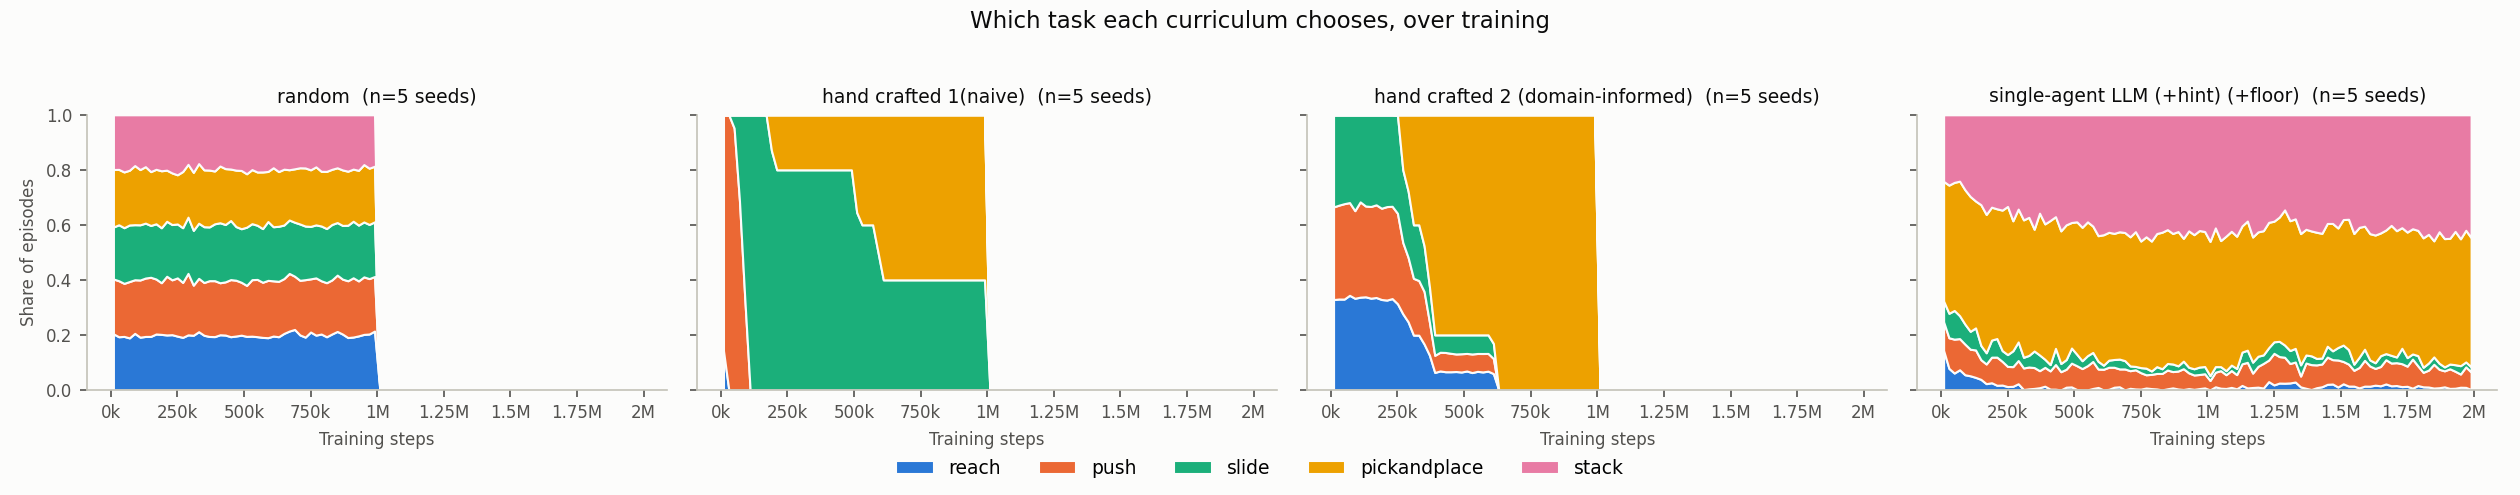 Which task each curriculum chooses, over training
random  (n=5 seeds)
hand crafted 1(naive)  (n=5 seeds)
hand crafted 2 (domain-informed)  (n=5 seeds)
single-agent LLM (+hint) (+floor)  (n=5 seeds)
Share of episodes
1.0
0.8
0.6
0.4
0.2
0.0
0k 250k 500k 750k 1M 1.25M 1.5M 1.75M 2M
0k 250k 500k 750k 1M 1.25M 1.5M 1.75M 2M
0k 250k 500k 750k 1M 1.25M 1.5M 1.75M 2M
0k 250k 500k 750k 1M 1.25M 1.5M 1.75M 2M
Training steps
Training steps
Training steps
Training steps
reach push slide pickandplace stack